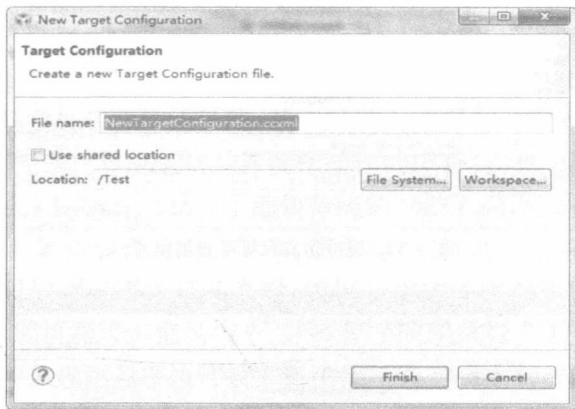 New Target Configuration
Target Configuration
Create a new Target Configuration file.
File name: NewTargetConfiguration.ccxml
Use shared location
Location: /Test
File System...
Workspace...
Finish
Cancel